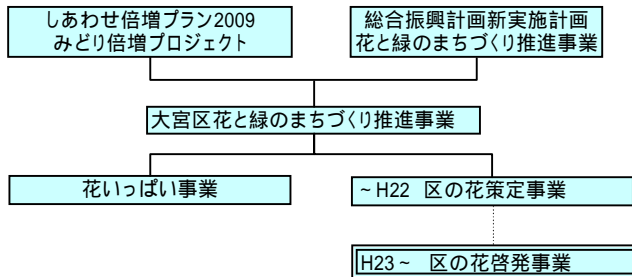 しあわせ倍増プラン2009
みどり倍増プロジェクト
総合振興計画新実施計画
花と緑のまちづくり推進事業
大宮区花と緑のまちづくり推進事業
花いっぱい事業
~H22 区の花策定事業
H23~ 区の花啓発事業